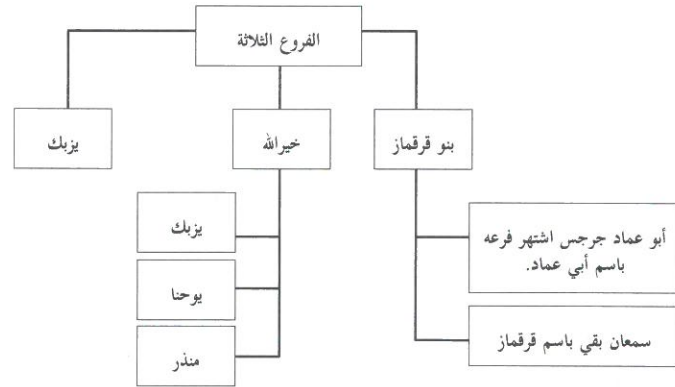 الفروع الثلاثة
بنو قرقماز
خيرالله
يزبك
أبو عماد جرجس اشتهر فرعه
باسم أبي عماد.
سمعان بقي باسم قرقماز
يزبك
يوحنا
منذر